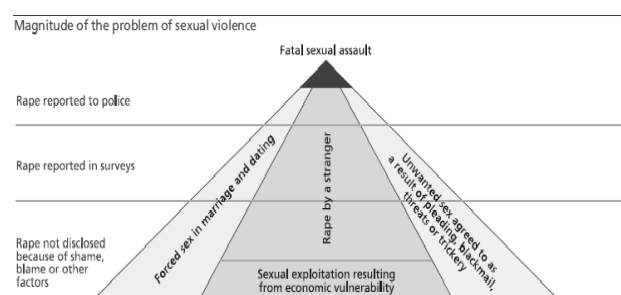 Magnitude of the problem of sexual violence
Fatal sexual assault
Rape reported to police
Rape reported in surveys
Rape not disclosed
because of shame,
blame or other
factors
Forced sex in marriage and dating
Rape by a stranger
Unwanted sex agreed to as
a result of pleading, blackmail,
threats or trickery
Sexual exploitation resulting
from economic vulnerability